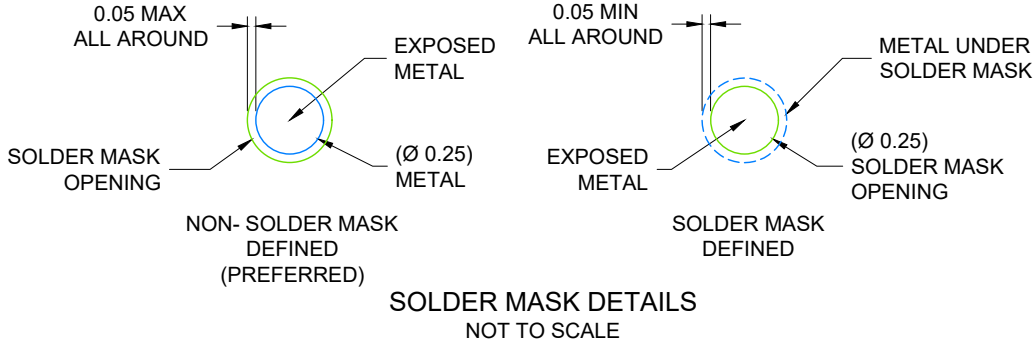 0.05 MAX
ALL AROUND
EXPOSED
METAL
SOLDER MASK
OPENING
(Ø 0.25)
METAL
NON- SOLDER MASK
DEFINED
(PREFERRED)
0.05 MIN
ALL AROUND
METAL UNDER
SOLDER MASK
EXPOSED
METAL
(Ø 0.25)
SOLDER MASK
OPENING
SOLDER MASK
DEFINED
SOLDER MASK DETAILS
NOT TO SCALE